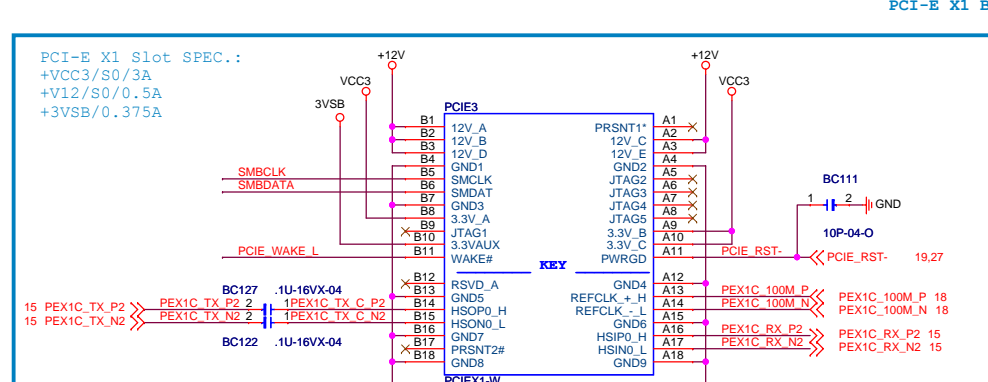 PCI-E X1 B
PCI-E X1 Slot SPEC.:
+VCC3/S0/3A
+V12/S0/0.5A
+3VSB/0.375A
+12V
VCC3
3VSB
+12V
VCC3
PCIE3
B1 12V_A PRSNT1* A1
B2 12V_B 12V_C A2
B3 12V_D 12V_E A3
B4 GND1 GND2 A4
SMBCLK B5 SMCLK JTAG2 A5
SMBDATA B6 SMDAT JTAG3 A6
B7 GND3 JTAG4 A7
B8 3.3V_A JTAG5 A8
B9 JTAG1 3.3V_B A9
B10 3.3VAUX 3.3V_C A10
PCIE_WAKE_L B11 WAKE# PWRGD A11 PCIE_RST- PCIE_RST- 19,27
BC111
1 2 GND
10P-04-O
KEY
B12 RSVD_A GND4 A12
B13 GND5 REFCLK_+_H A13 PEX1C_100M_P PEX1C_100M_P 18
BC127 .1U-16VX-04
15 PEX1C_TX_P2 PEX1C_TX_P2 2 1 PEX1C_TX_C_P2 B14 HSOP0_H REFCLK_-_L A14 PEX1C_100M_N PEX1C_100M_N 18
15 PEX1C_TX_N2 PEX1C_TX_N2 2 1 PEX1C_TX_C_N2 B15 HSON0_L GND6 A15
BC122 .1U-16VX-04
B16 GND7 HSIP0_H A16 PEX1C_RX_P2 PEX1C_RX_P2 15
B17 PRSNT2# HSIN0_L A17 PEX1C_RX_N2 PEX1C_RX_N2 15
B18 GND8 GND9 A18
PCIEX1-W